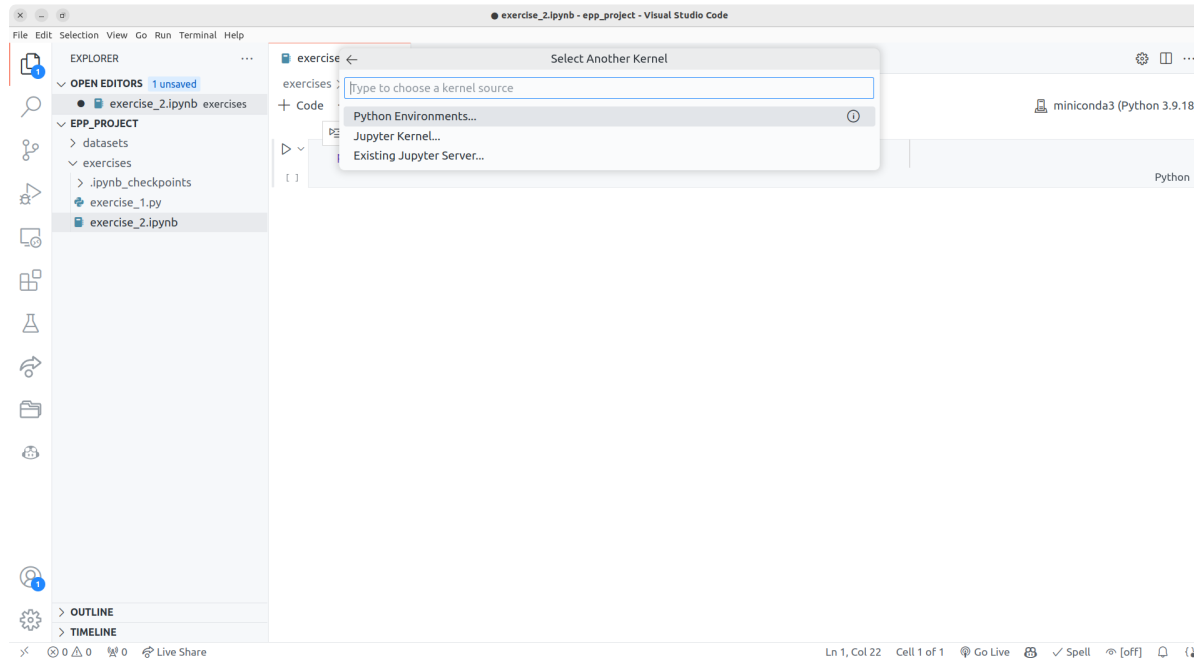 exercise_2.ipynb - epp_project - Visual Studio Code
File Edit Selection View Go Run Terminal Help
EXPLORER
OPEN EDITORS 1 unsaved
exercise_2.ipynb exercises
EPP_PROJECT
datasets
exercises
.ipynb_checkpoints
exercise_1.py
exercise_2.ipynb
OUTLINE
TIMELINE
exercise
exercises
+ Code
Select Another Kernel
Type to choose a kernel source
Python Environments...
Jupyter Kernel...
Existing Jupyter Server...
miniconda3 (Python 3.9.18
[ ]
Python
1
1
0 0 0 Live Share
Ln 1, Col 22 Cell 1 of 1 Go Live Spell [off]